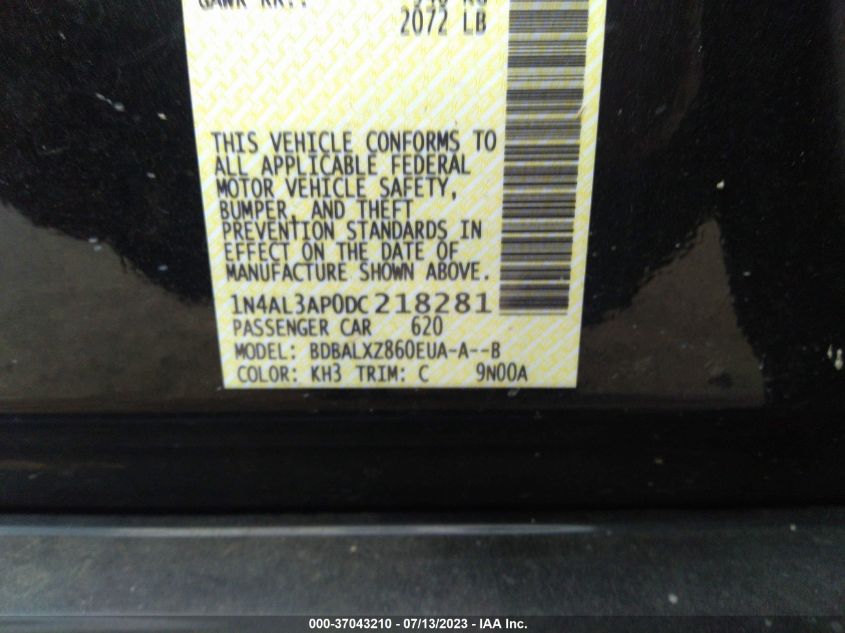 2072 LB
THIS VEHICLE CONFORMS TO
ALL APPLICABLE FEDERAL
MOTOR VEHICLE SAFETY,
BUMPER, AND THEFT
PREVENTION STANDARDS IN
EFFECT ON THE DATE OF
MANUFACTURE SHOWN ABOVE.
1N4AL3AP0DC218281
PASSENGER CAR 620
MODEL: BDBALXZ860EUA-A--B
COLOR: KH3 TRIM: C 9N00A
000-37043210 - 07/13/2023 - IAA Inc.